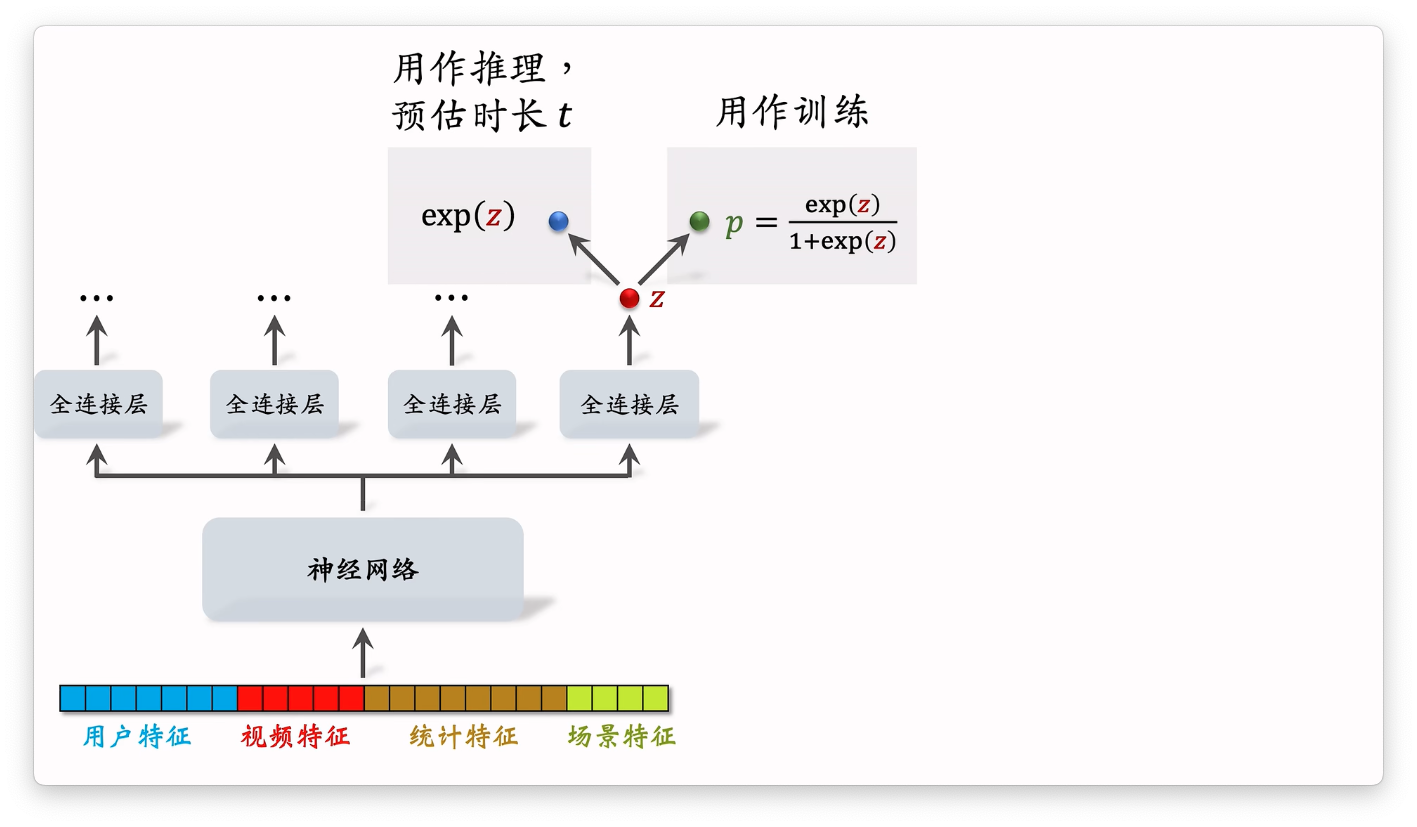 用作推理，
预估时长 t
用作训练
exp(z)
p = exp(z) / 1+exp(z)
z
... ... ...
全连接层 全连接层 全连接层 全连接层
神经网络
用户特征 视频特征 统计特征 场景特征